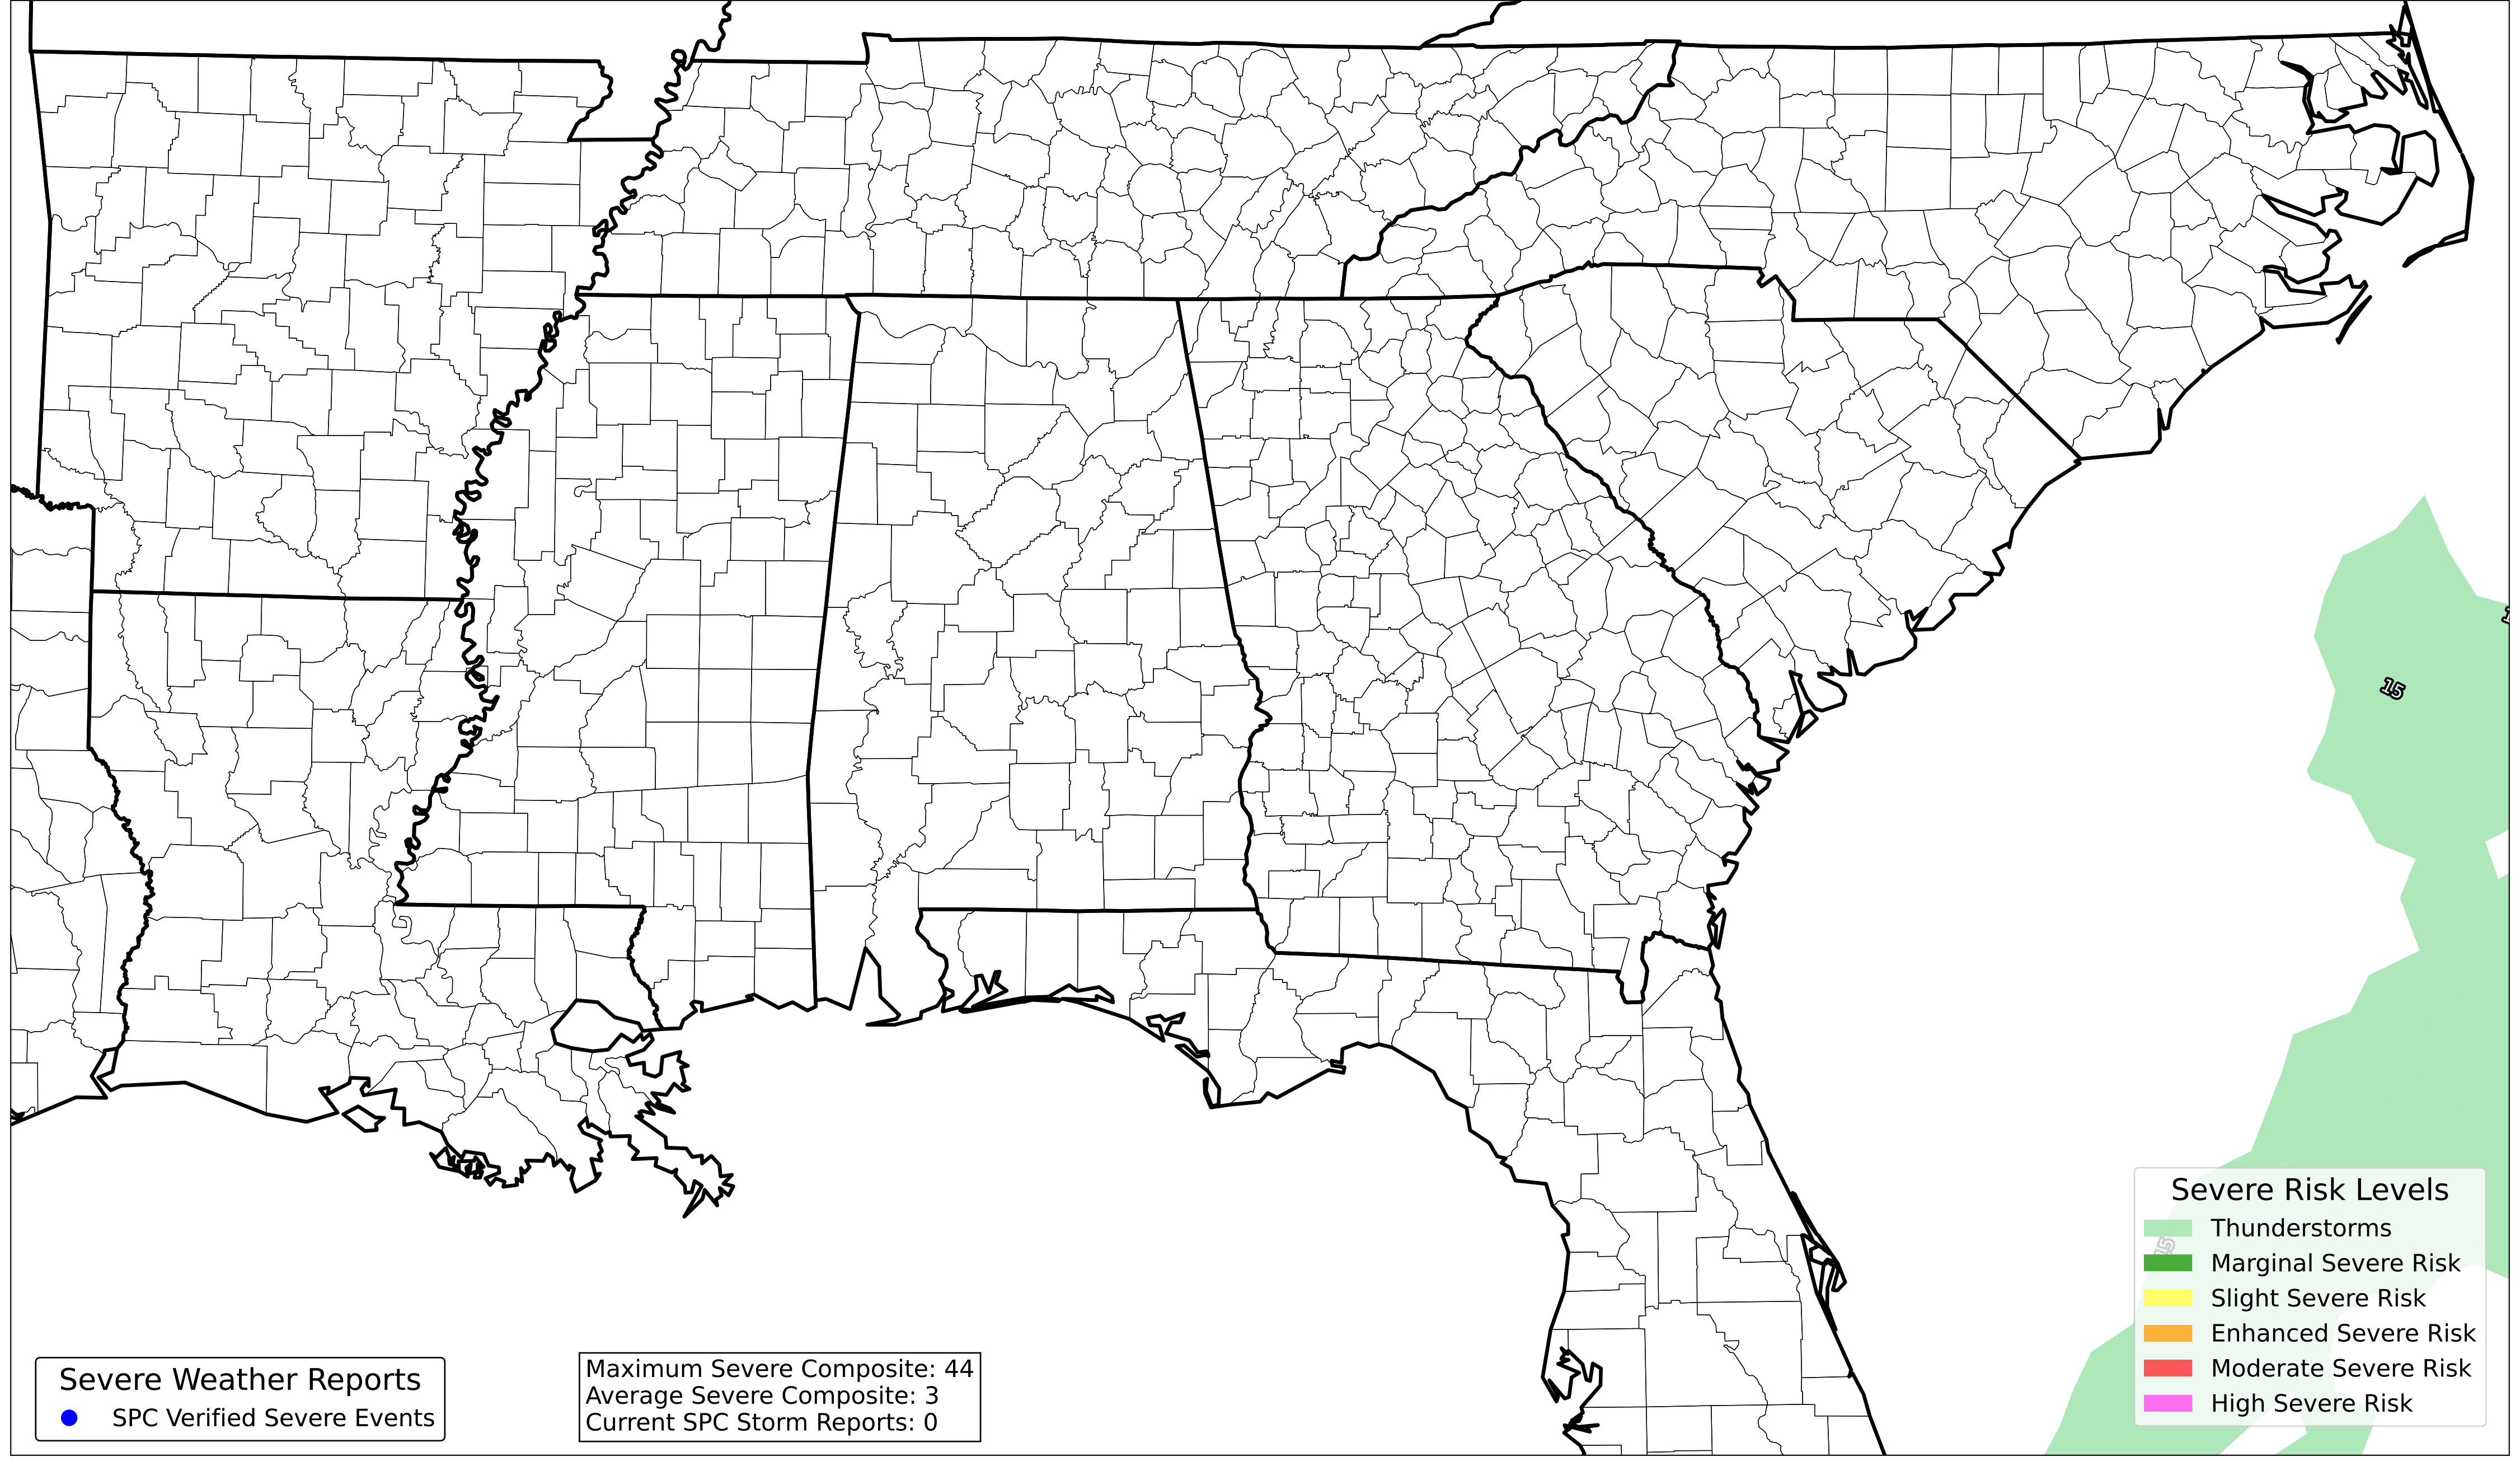 15
Severe Weather Reports
SPC Verified Severe Events
Maximum Severe Composite: 44
Average Severe Composite: 3
Current SPC Storm Reports: 0
Severe Risk Levels
Thunderstorms
15
Marginal Severe Risk
Slight Severe Risk
Enhanced Severe Risk
Moderate Severe Risk
High Severe Risk